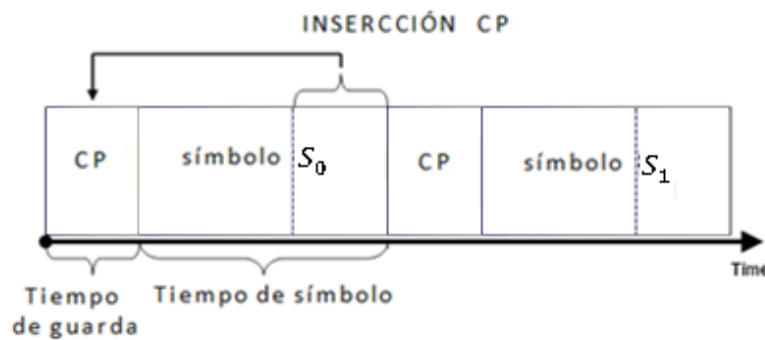 INSERCCIÓN CP
CP símbolo S₀ CP símbolo S₁
Time
Tiempo de guarda
Tiempo de símbolo